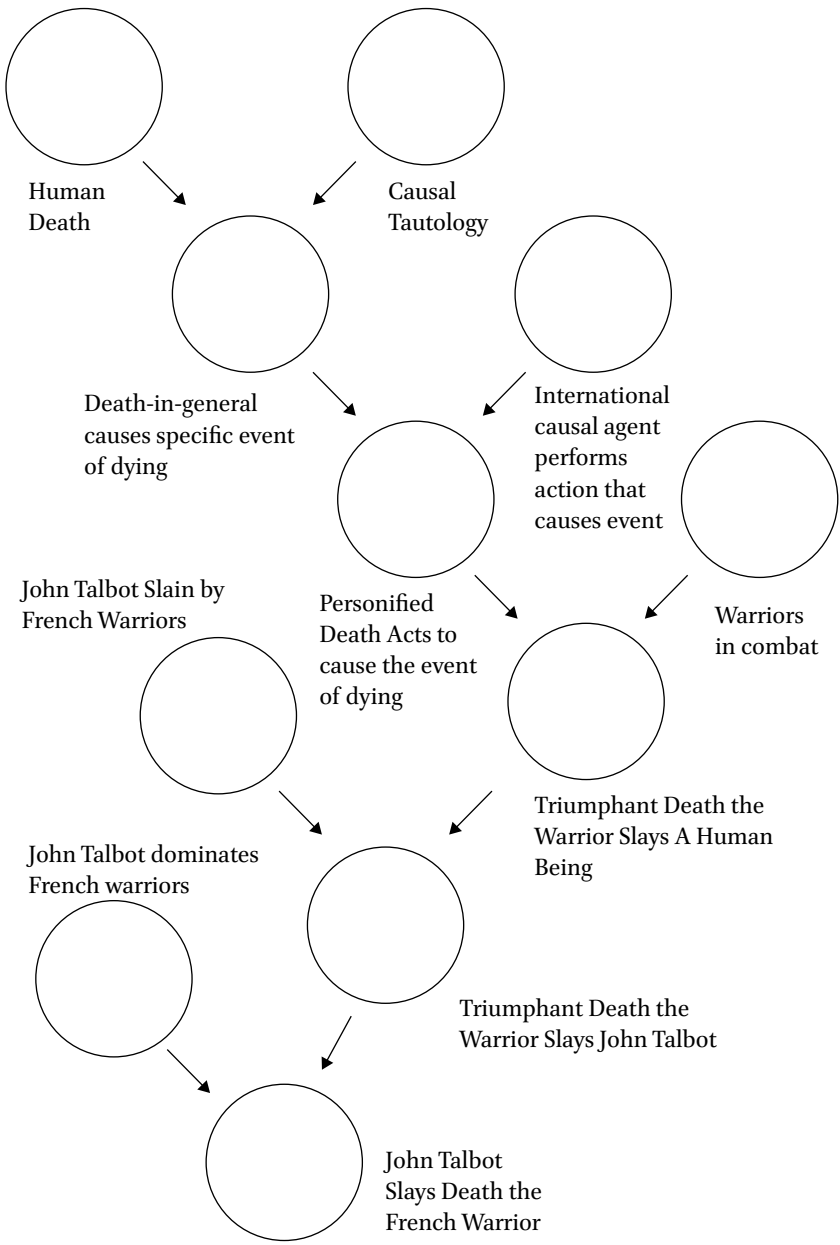 Human
Death
Causal
Tautology
Death-in-general
causes specific event
of dying
International
causal agent
performs
action that
causes event
John Talbot Slain by
French Warriors
Personified
Death Acts to
cause the event
of dying
Warriors
in combat
Triumphant Death the
Warrior Slays A Human
Being
John Talbot dominates
French warriors
Triumphant Death the
Warrior Slays John Talbot
John Talbot
Slays Death the
French Warrior